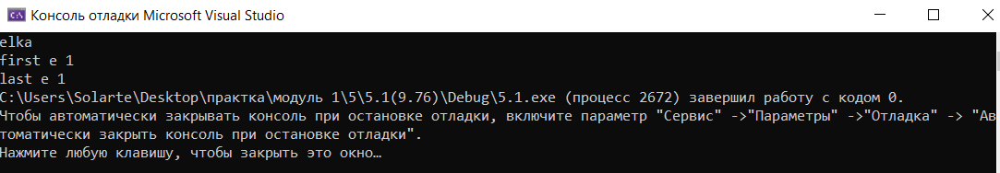 Консоль отладки Microsoft Visual Studio
elka
first e 1
last e 1
C:\Users\Solarte\Desktop\практка\модуль 1\5\5.1(9.76)\Debug\5.1.exe (процесс 2672) завершил работу с кодом 0.
Чтобы автоматически закрывать консоль при остановке отладки, включите параметр "Сервис" ->"Параметры" ->"Отладка" -> "Ав
томатически закрыть консоль при остановке отладки".
Нажмите любую клавишу, чтобы закрыть это окно…